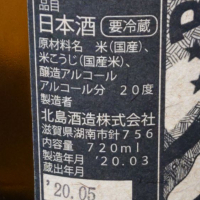 品目
日本酒 要冷蔵
原材料名 米(国産)、
米こうじ(国産米)、
醸造アルコール
アルコール分 20度
製造者
北島酒造株式会社
滋賀県湖南市針756
内容量 720ml
製造年月 '20.03
蔵出年月
'20.05